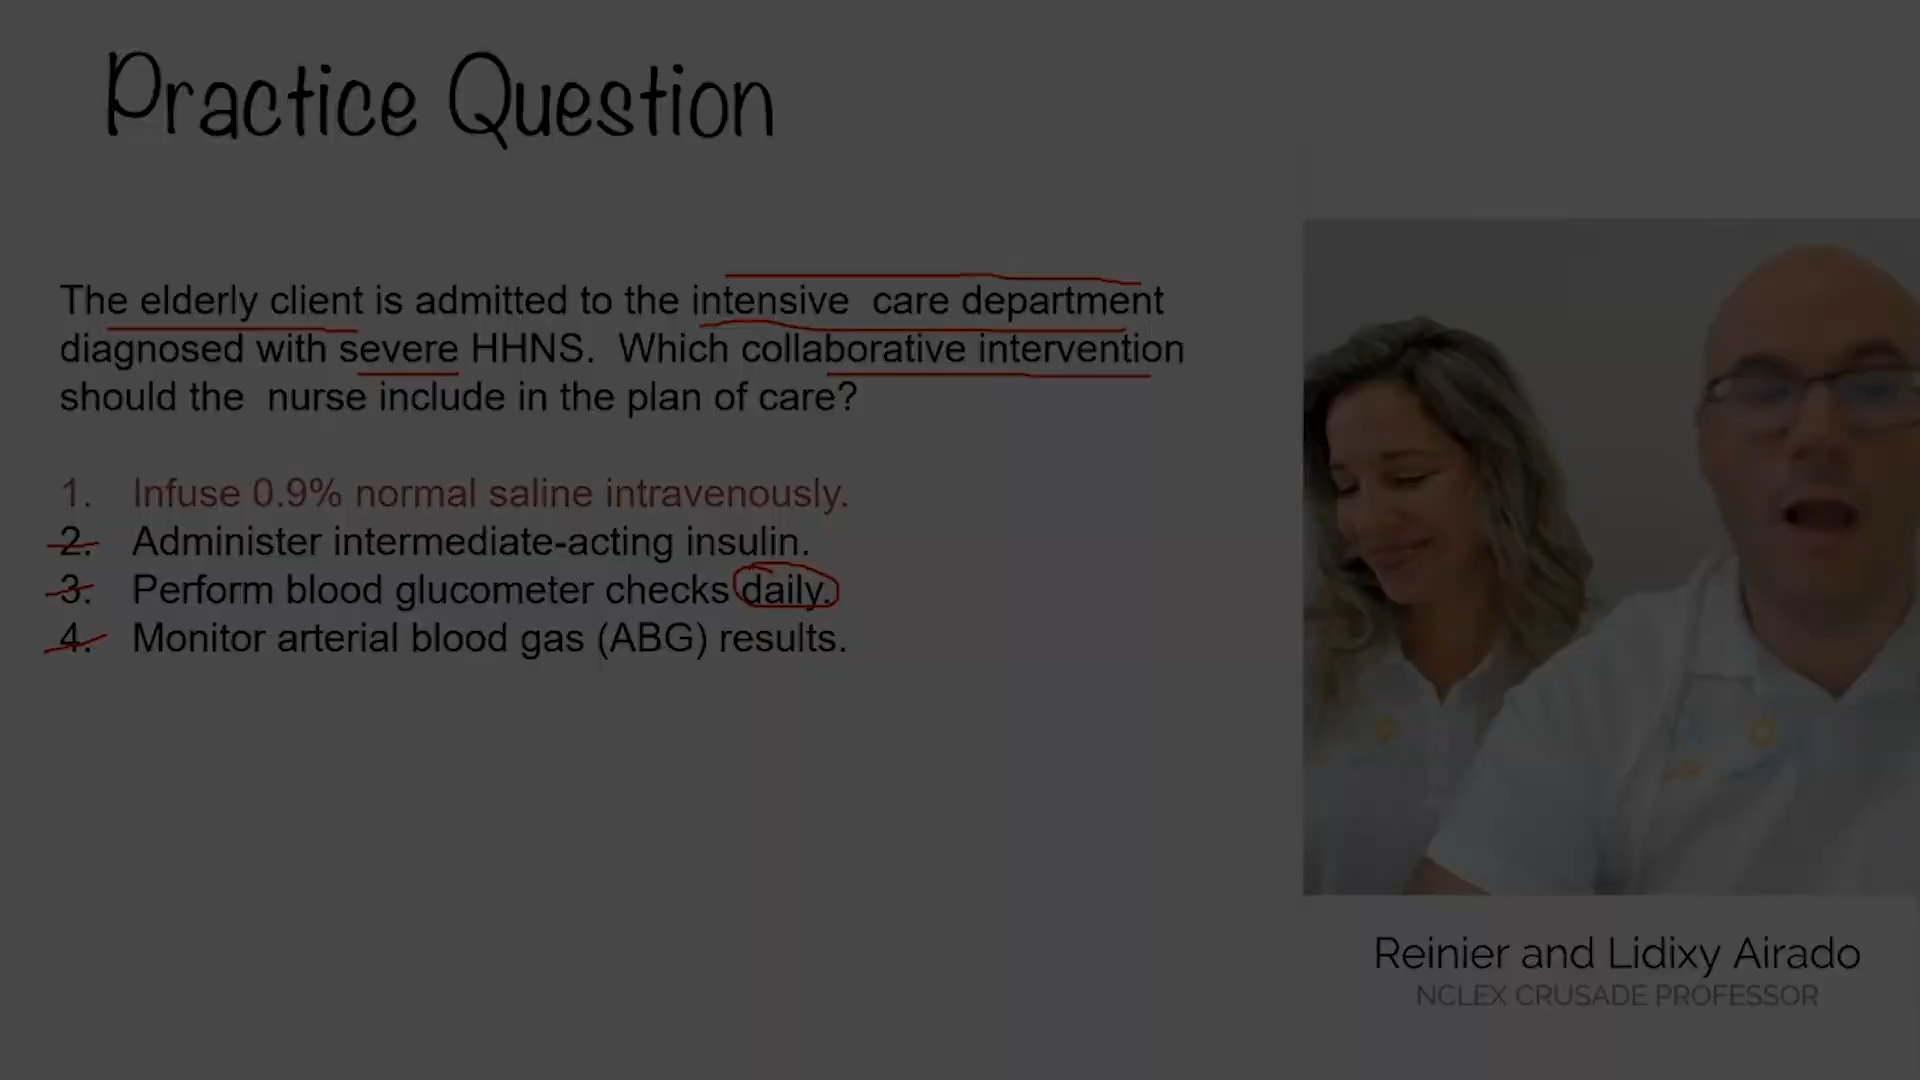 Practice Question
The elderly client is admitted to the intensive care department
diagnosed with severe HHNS. Which collaborative intervention
should the nurse include in the plan of care?
1. Infuse 0.9% normal saline intravenously.
2. Administer intermediate-acting insulin.
3. Perform blood glucometer checks daily.
4. Monitor arterial blood gas (ABG) results.
Reinier and Lidixy Airado
NCLEX CRUSADE PROFESSOR